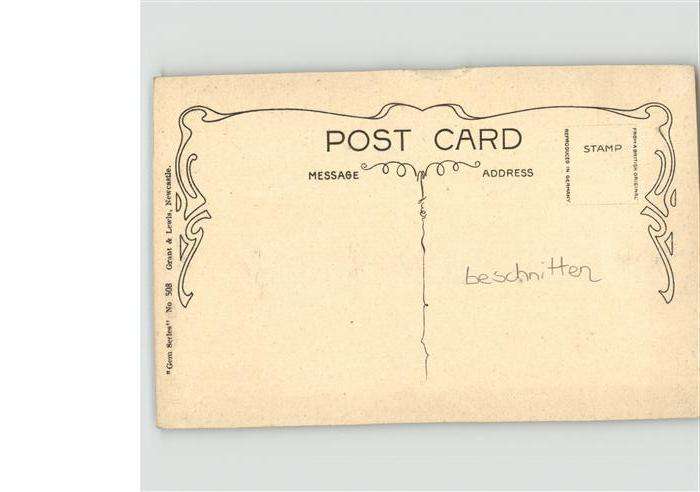 POST CARD
MESSAGE
ADDRESS
REPRODUCED IN GERMANY
STAMP
FROM A BRITISH ORIGINAL
beschnitten
"Gem Series" No 508 Grant & Lewis, Newcastle.